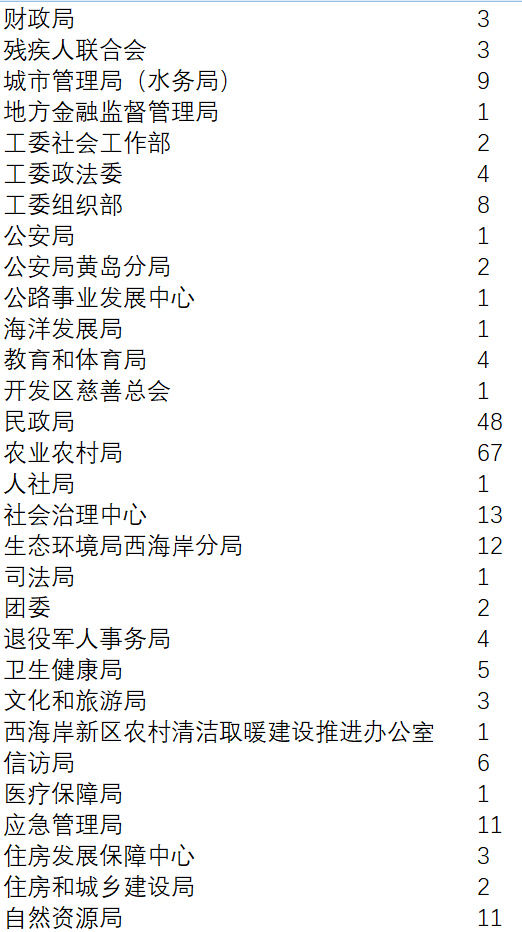 财政局 3
残疾人联合会 3
城市管理局（水务局） 9
地方金融监督管理局 1
工委社会工作部 2
工委政法委 4
工委组织部 8
公安局 1
公安局黄岛分局 2
公路事业发展中心 1
海洋发展局 1
教育和体育局 4
开发区慈善总会 1
民政局 48
农业农村局 67
人社局 1
社会治理中心 13
生态环境局西海岸分局 12
司法局 1
团委 2
退役军人事务局 4
卫生健康局 5
文化和旅游局 3
西海岸新区农村清洁取暖建设推进办公室 1
信访局 6
医疗保障局 1
应急管理局 11
住房发展保障中心 3
住房和城乡建设局 2
自然资源局 11